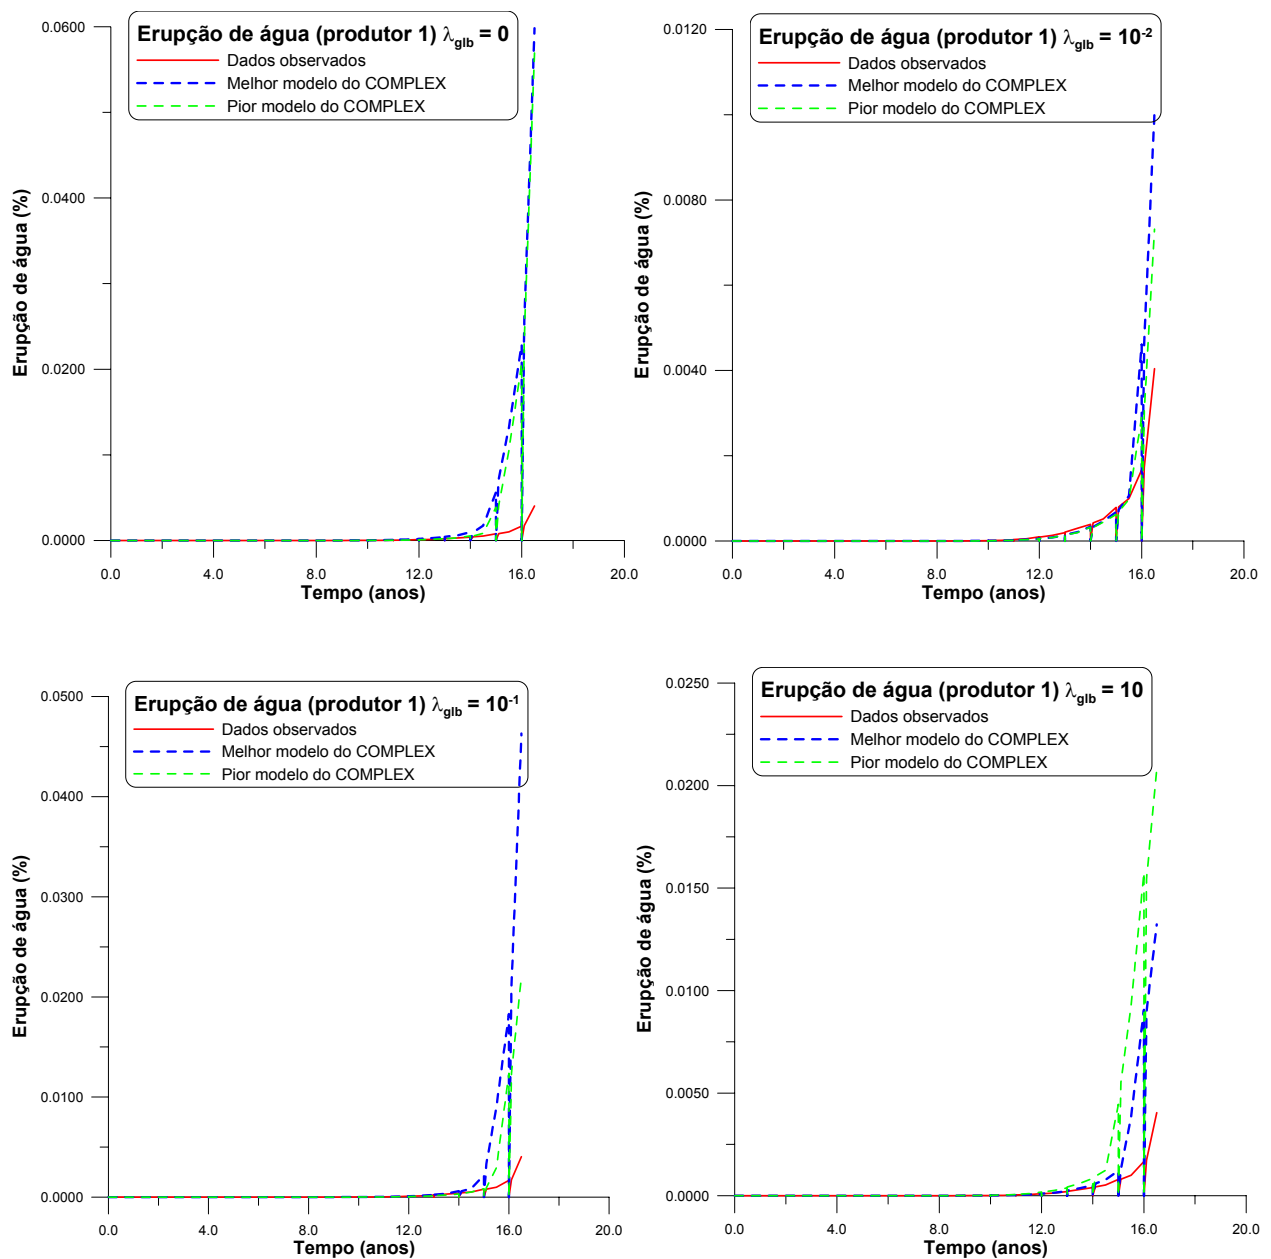 Erupção de água (produtor 1) λglb = 0
Dados observados
Melhor modelo do COMPLEX
Pior modelo do COMPLEX
0.0600
0.0400
0.0200
0.0000
Erupção de água (%)
0.0 4.0 8.0 12.0 16.0 20.0
Tempo (anos)
Erupção de água (produtor 1) λglb = 10-2
Dados observados
Melhor modelo do COMPLEX
Pior modelo do COMPLEX
0.0120
0.0080
0.0040
0.0000
Erupção de água (%)
0.0 4.0 8.0 12.0 16.0 20.0
Tempo (anos)
Erupção de água (produtor 1) λglb = 10-1
Dados observados
Melhor modelo do COMPLEX
Pior modelo do COMPLEX
0.0500
0.0400
0.0300
0.0200
0.0100
0.0000
Erupção de água (%)
0.0 4.0 8.0 12.0 16.0 20.0
Tempo (anos)
Erupção de água (produtor 1) λglb = 10
Dados observados
Melhor modelo do COMPLEX
Pior modelo do COMPLEX
0.0250
0.0200
0.0150
0.0100
0.0050
0.0000
Erupção de água (%)
0.0 4.0 8.0 12.0 16.0 20.0
Tempo (anos)